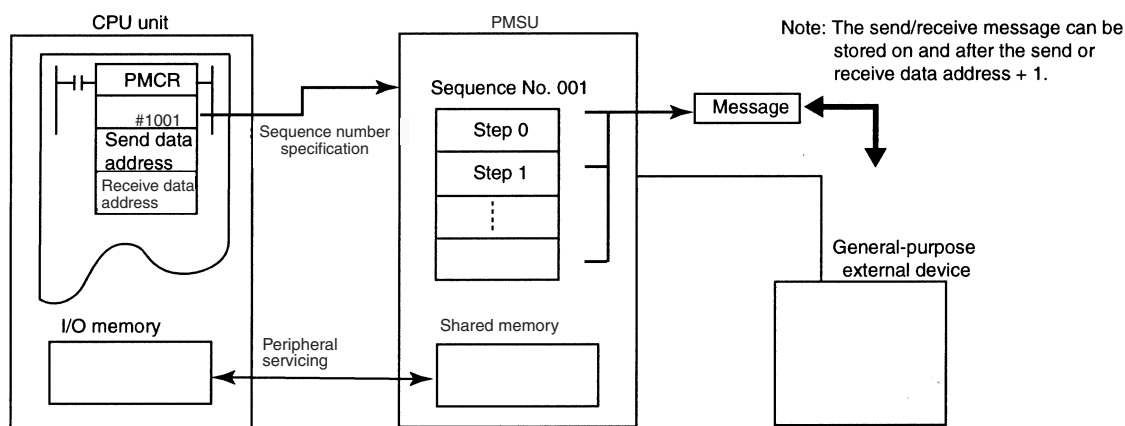 CPU unit
PMCR
#1001
Send data
address
Receive data
address
I/O memory
Sequence number
specification
Peripheral
servicing
PMSU
Sequence No. 001
Step 0
Step 1
Shared memory
Message
Note: The send/receive message can be
stored on and after the send or
receive data address + 1.
General-purpose
external device